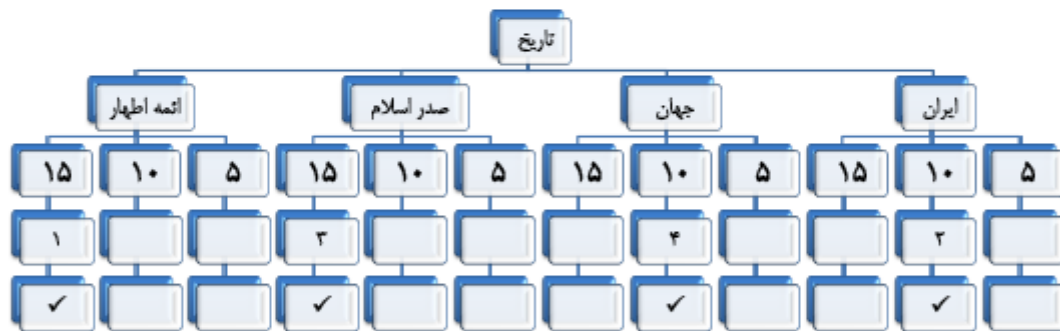 تاریخ
ایران جهان صدر اسلام ائمه اطهار
۵ ۱۰ ۱۵ ۵ ۱۰ ۱۵ ۵ ۱۰ ۱۵ ۵ ۱۰ ۱۵
۲ ۴ ۳ ۱
✓ ✓ ✓ ✓